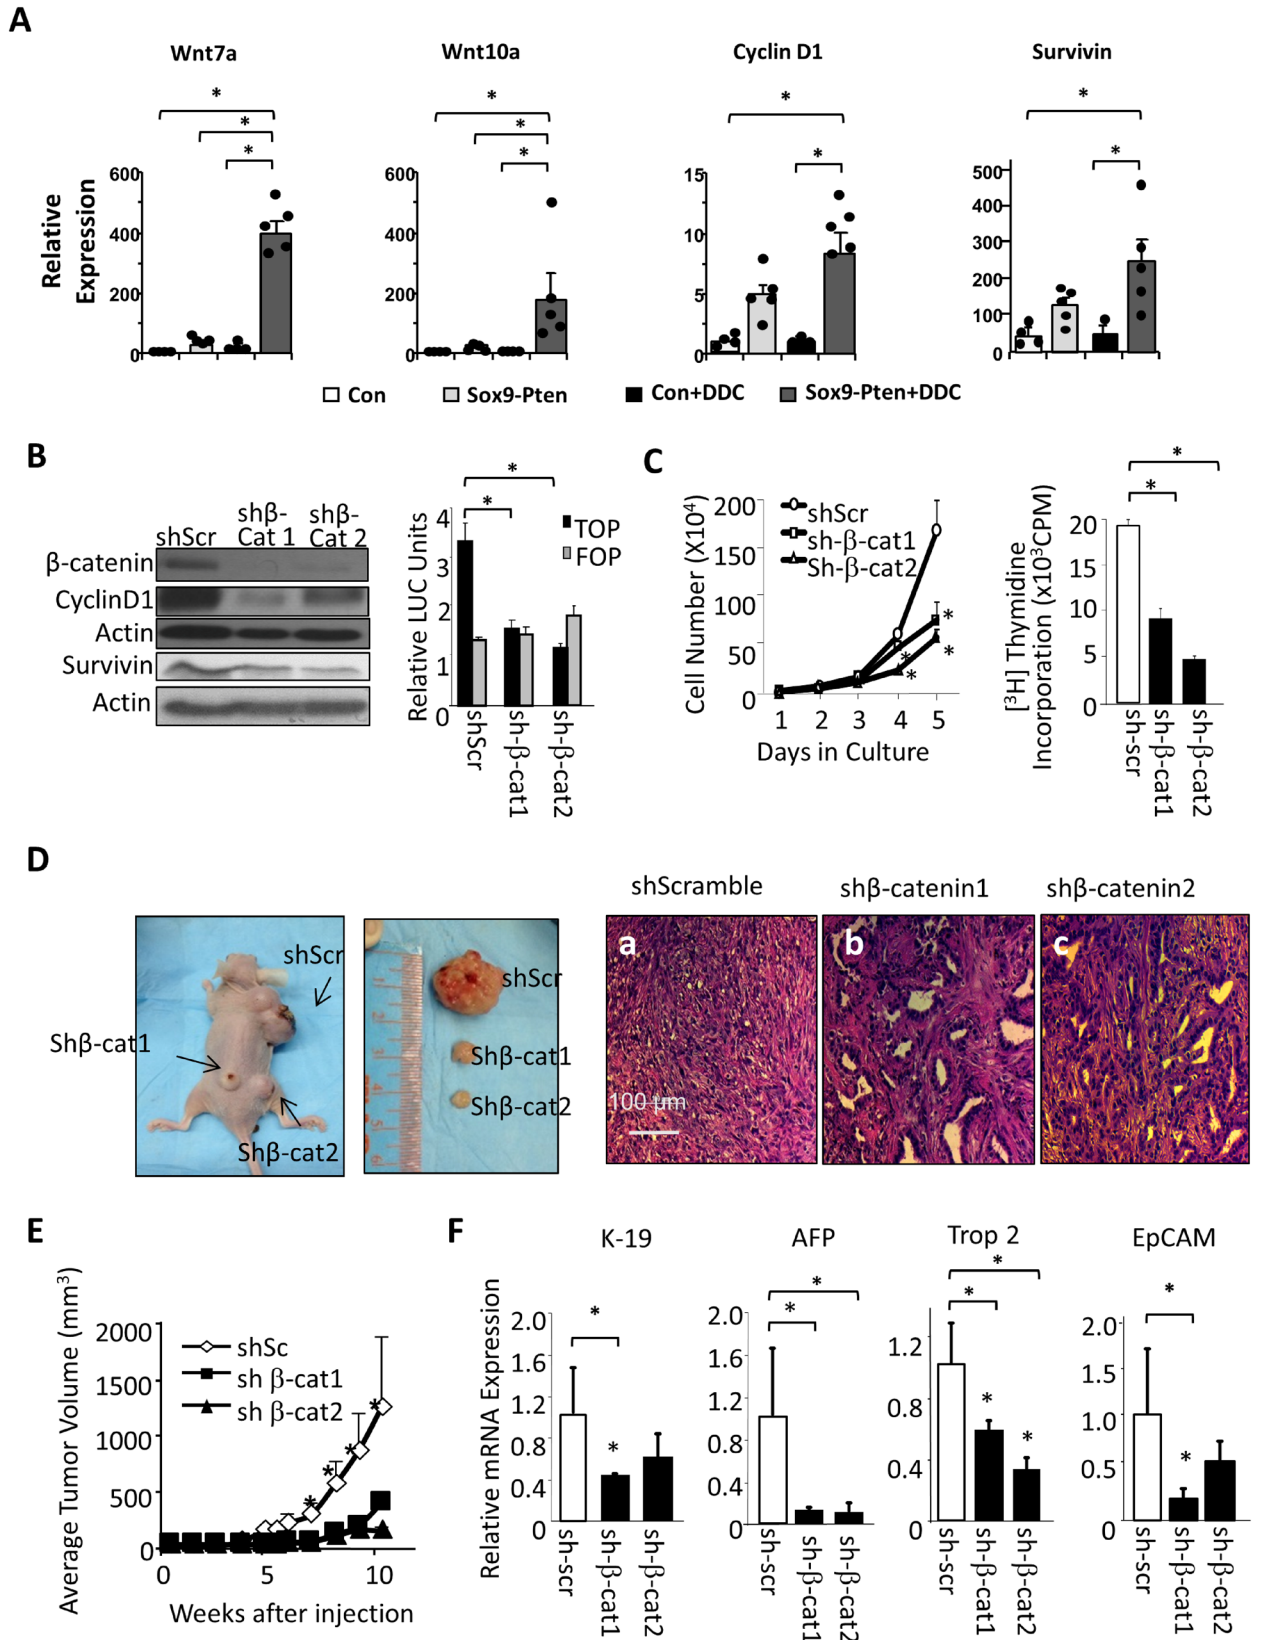 A
Wnt7a
Wnt10a
Cyclin D1
Survivin
*
*
*
*
*
*
*
*
*
*
Relative
Expression
600
400
200
0
600
400
200
0
15
10
5
0
500
400
300
200
100
0
Con
Sox9-Pten
Con+DDC
Sox9-Pten+DDC
B
shScr
shβ-
Cat 1
shβ-
Cat 2
β-catenin
CyclinD1
Actin
Survivin
Actin
Relative LUC Units
4
3
2
1
0
*
*
TOP
FOP
shScr
sh-β-cat1
sh-β-cat2
C
Cell Number (X10⁴)
200
150
100
50
0
shScr
sh-β-cat1
Sh-β-cat2
*
*
*
*
1 2 3 4 5
Days in Culture
[³H] Thymidine
Incorporation (x10³CPM)
20
15
10
5
0
*
*
sh-scr
sh-β-cat1
sh-β-cat2
D
shScr
Shβ-cat1
Shβ-cat2
shScr
Shβ-cat1
Shβ-cat2
shScramble
shβ-catenin1
shβ-catenin2
a
b
c
100 μm
E
Average Tumor Volume (mm³)
2000
1500
1000
500
0
shSc
sh β-cat1
sh β-cat2
*
*
*
*
0 5 10
Weeks after injection
F
Relative mRNA Expression
K-19
2.0
1.6
1.2
0.8
0.4
0
*
*
sh-scr
sh-β-cat1
sh-β-cat2
AFP
2.0
1.6
1.2
0.8
0.4
0
*
*
sh-scr
sh-β-cat1
sh-β-cat2
Trop 2
1.2
0.8
0.4
0
*
*
*
*
sh-scr
sh-β-cat1
sh-β-cat2
EpCAM
2.0
1.5
1.0
0.5
0
*
*
sh-scr
sh-β-cat1
sh-β-cat2